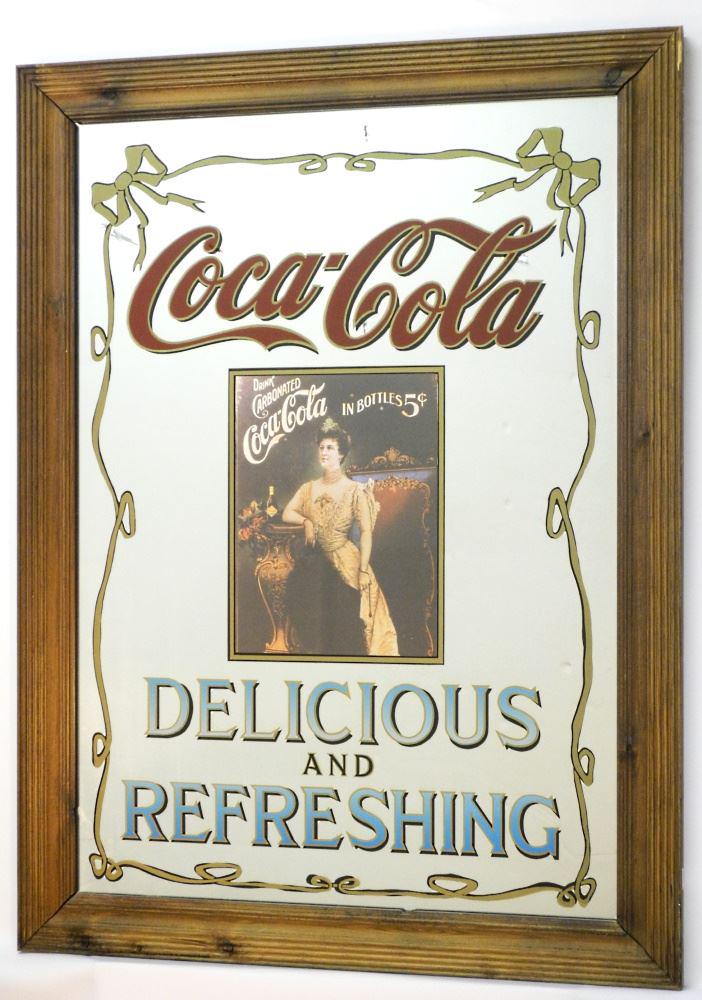 Coca-Cola
DRINK
CARBONATED
Coca-Cola
IN BOTTLES 5¢
DELICIOUS
AND
REFRESHING